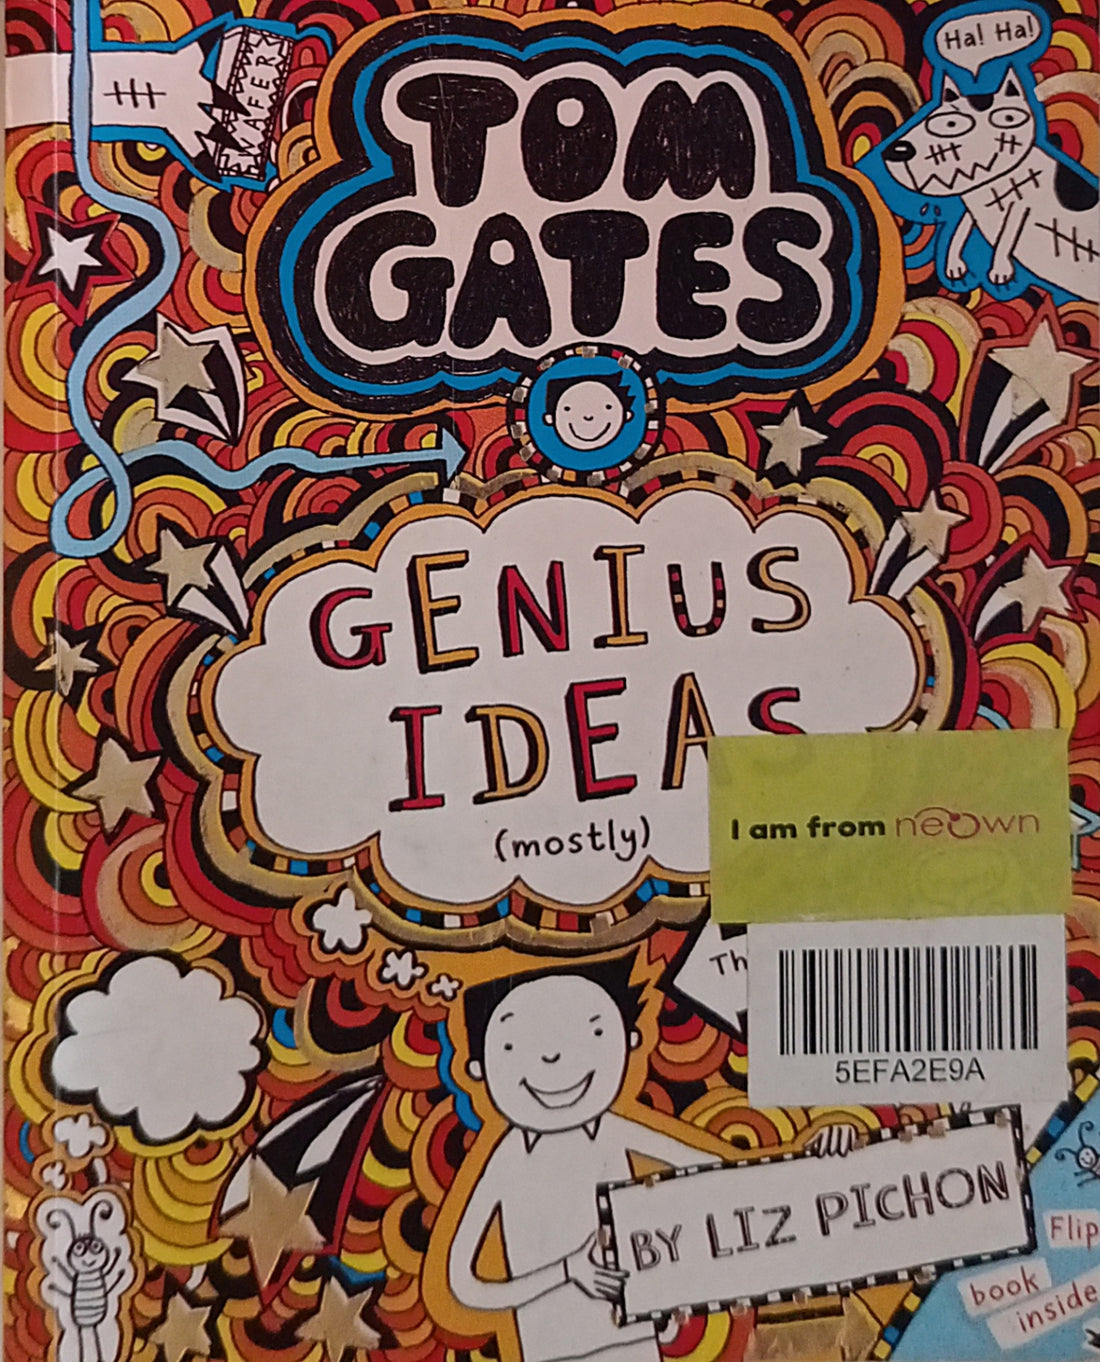 Ha! Ha!
WAFER
TOM
GATES
GENIUS
IDEAS
(mostly)
I am from neown
Th
5EFA2E9A
BY LIZ PICHON
Flip
book
inside